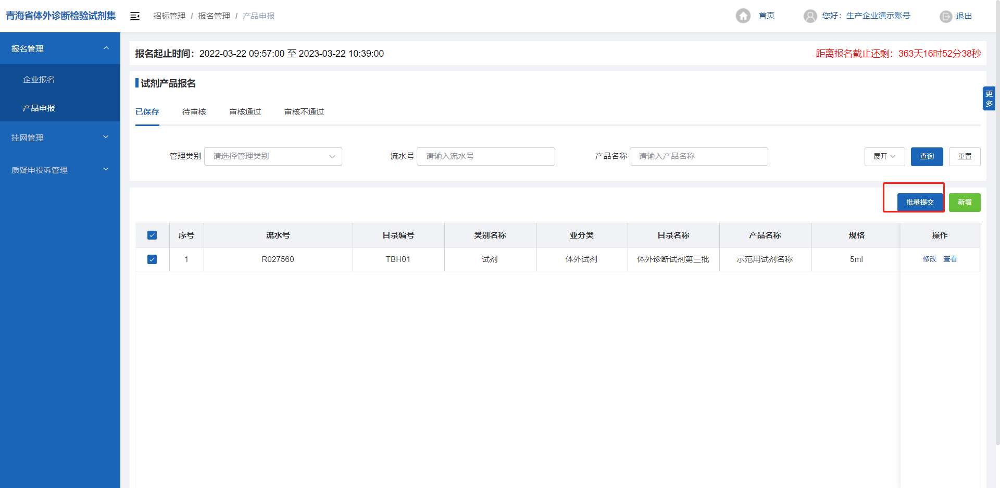 青海省体外诊断检验试剂集
招标管理 / 报名管理 / 产品申报
首页
您好：生产企业演示账号
退出
报名管理
企业报名
产品申报
挂网管理
质疑申投诉管理
报名起止时间：2022-03-22 09:57:00 至 2023-03-22 10:39:00
距离报名截止还剩：363天16时52分38秒
试剂产品报名
更多
已保存 待审核 审核通过 审核不通过
管理类别 请选择管理类别 流水号 请输入流水号 产品名称 请输入产品名称 展开 查询 重置
批量提交 新增
序号 流水号 目录编号 类别名称 亚分类 目录名称 产品名称 规格 操作
1 R027560 TBH01 试剂 体外试剂 体外诊断试剂第三批 示范用试剂名称 5ml 修改 查看